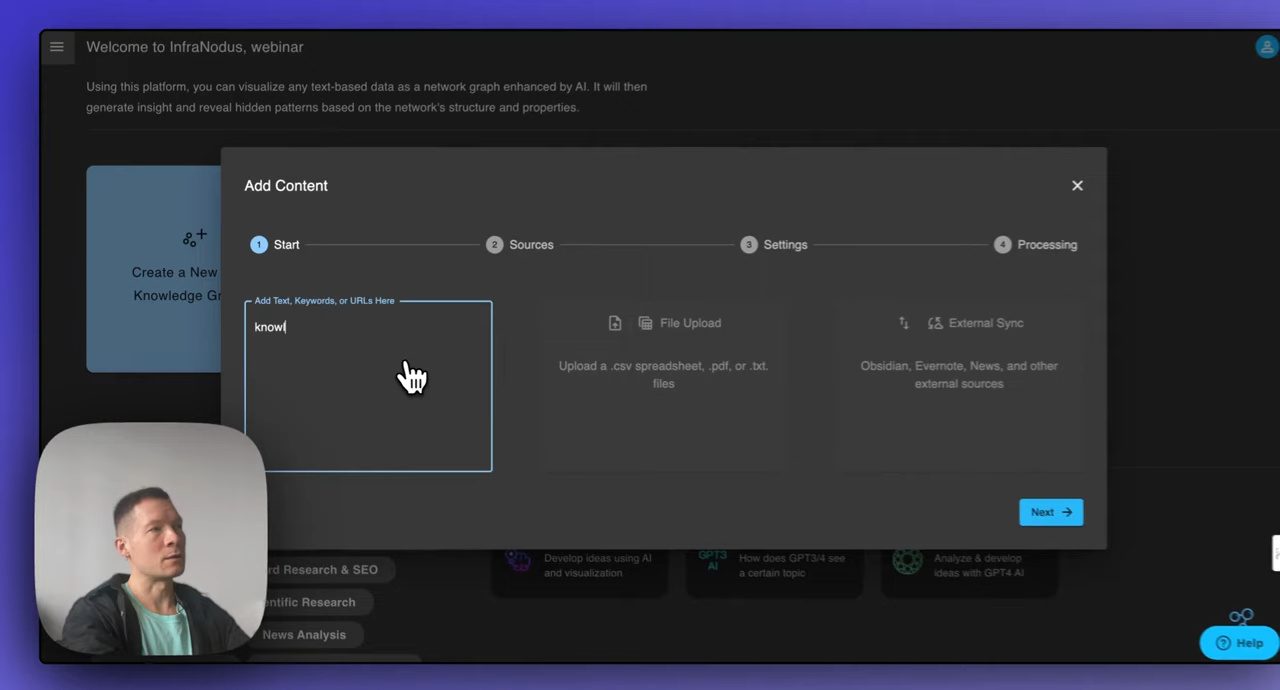 Welcome to InfraNodus, webinar
Using this platform, you can visualize any text-based data as a network graph enhanced by AI. It will then
generate insight and reveal hidden patterns based on the network's structure and properties.
Add Content
1 Start
2 Sources
3 Settings
4 Processing
Create a New
Knowledge Gr
Add Text, Keywords, or URLs Here
knowl
File Upload
Upload a .csv spreadsheet, .pdf, or .txt.
files
External Sync
Obsidian, Evernote, News, and other
external sources
Next
rd Research & SEO
entific Research
News Analysis
Develop ideas using AI
and visualization
GPT3
AI
How does GPT3/4 see
a certain topic
Analyze & develop
ideas with GPT4 AI
Help